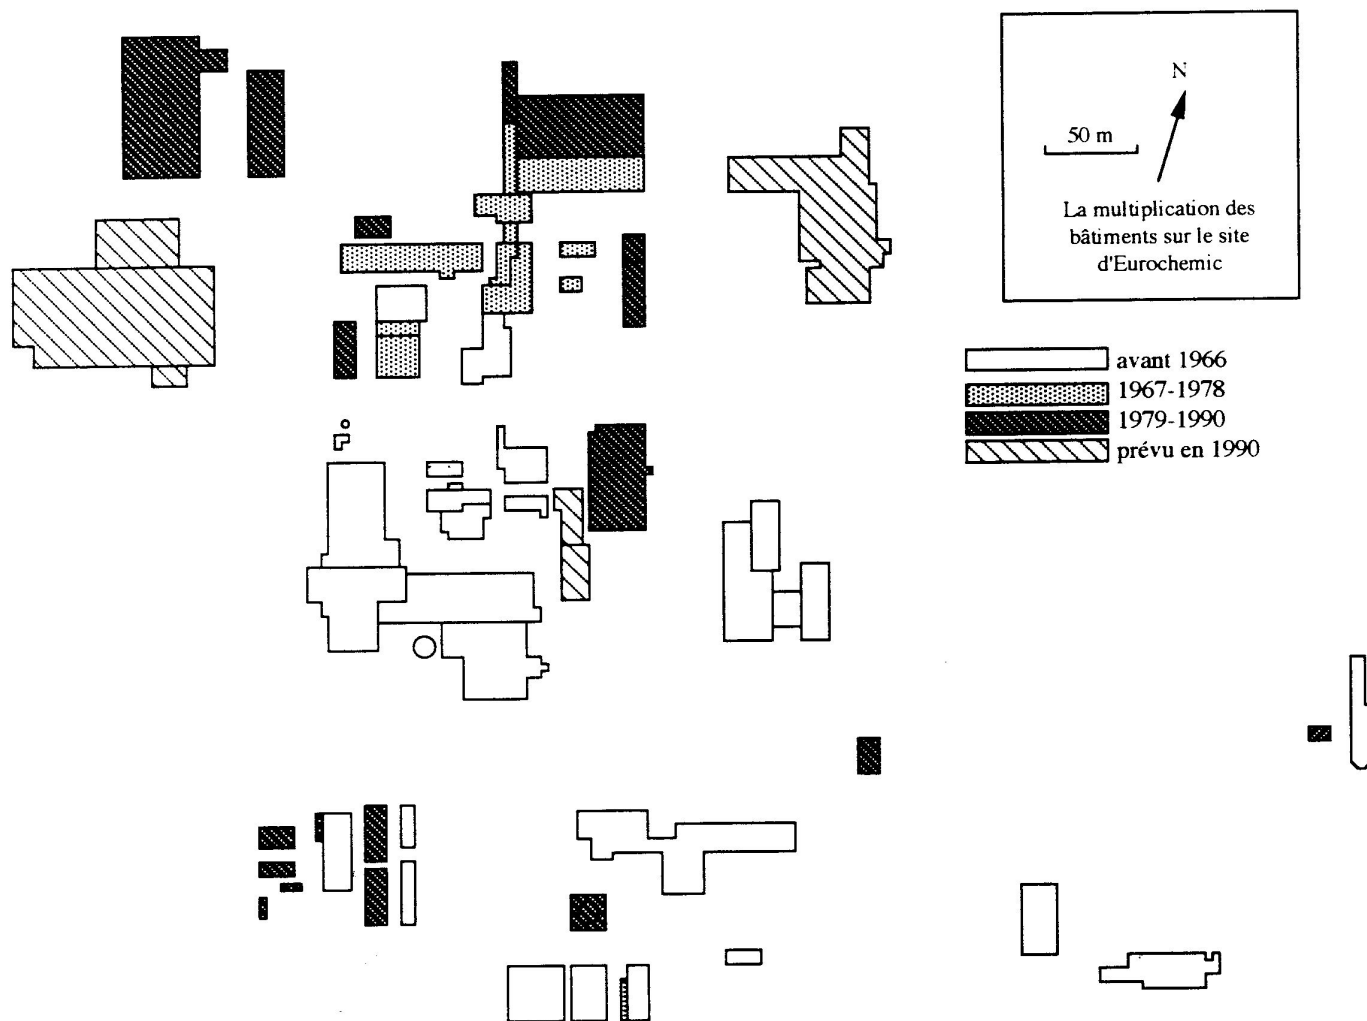 N
50 m
La multiplication des
bâtiments sur le site
d'Eurochemic
avant 1966
1967-1978
1979-1990
prévu en 1990